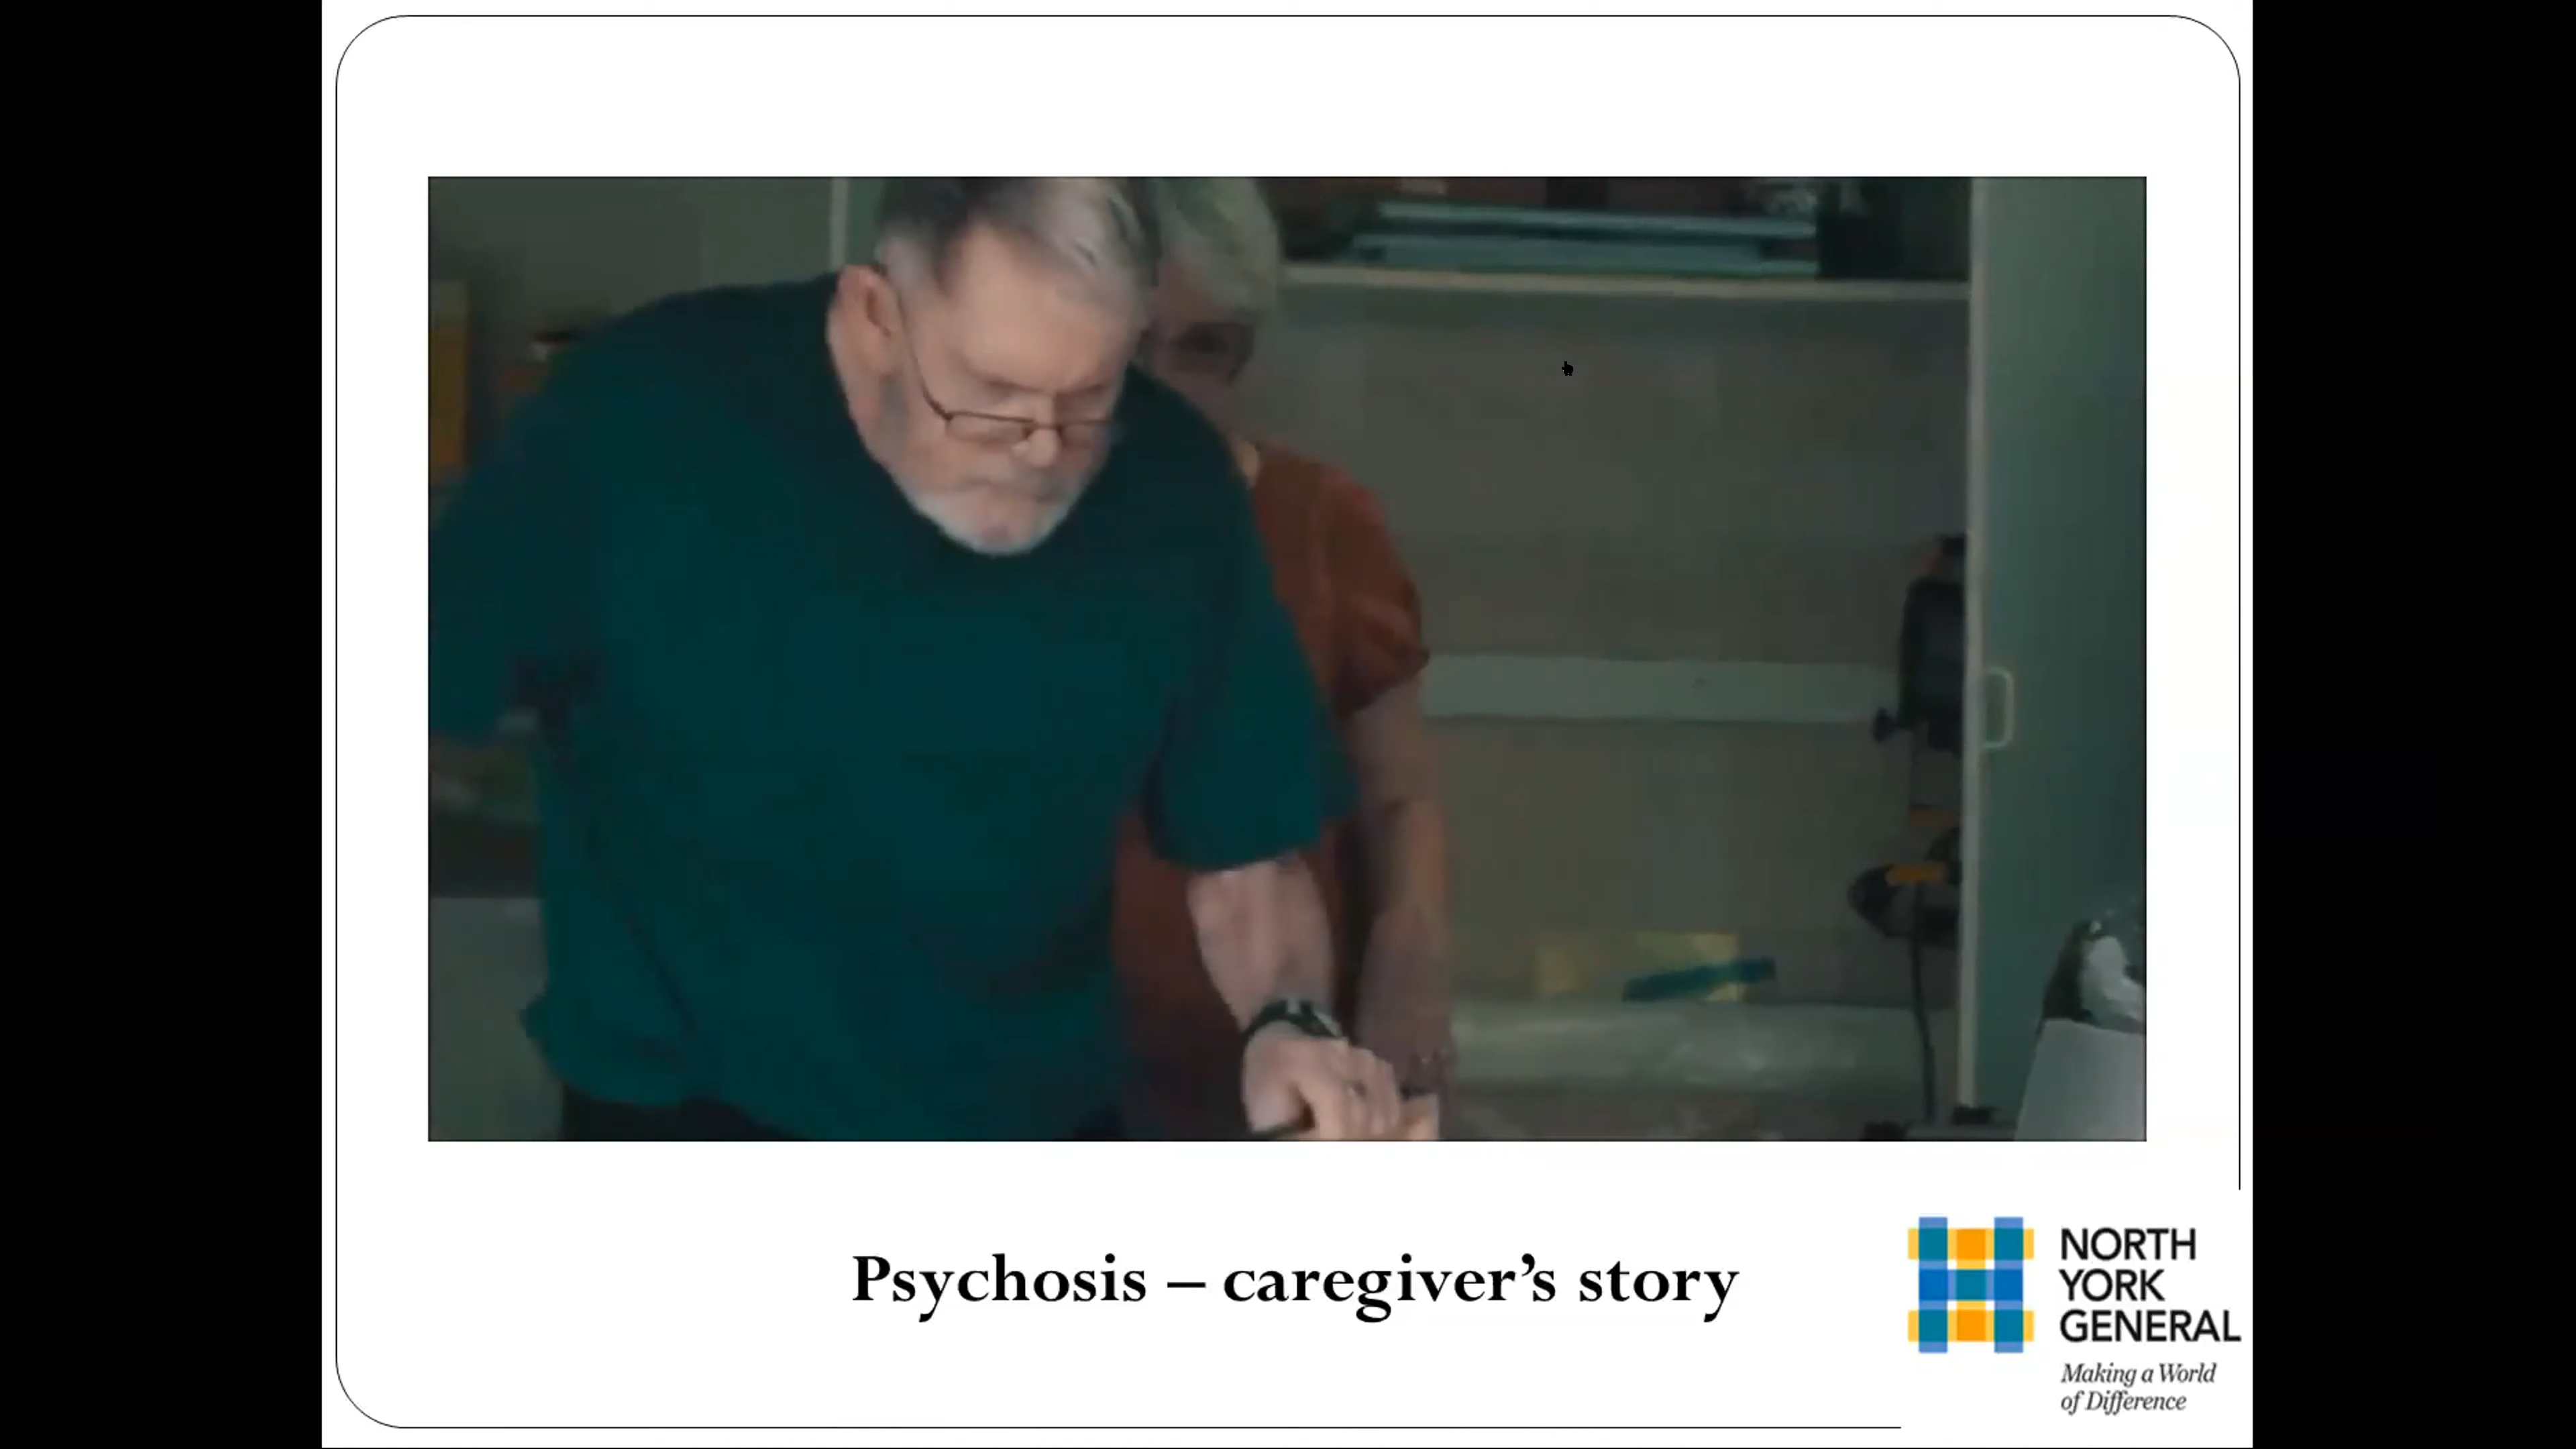 Psychosis – caregiver’s story
NORTH
YORK
GENERAL
Making a World
of Difference